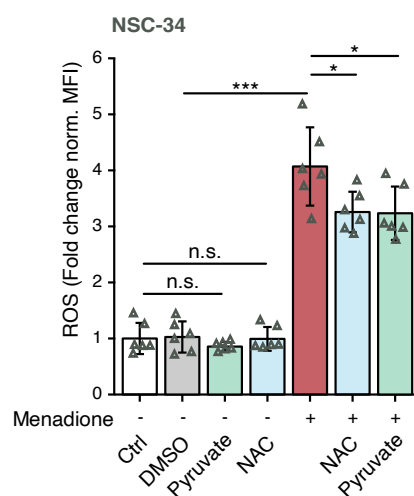 NSC-34
ROS (Fold change norm. MFI)
6
5
4
3
2
1
0
n.s.
n.s.
***
*
*
Menadione - - - - + + +
Ctrl DMSO Pyruvate NAC NAC Pyruvate